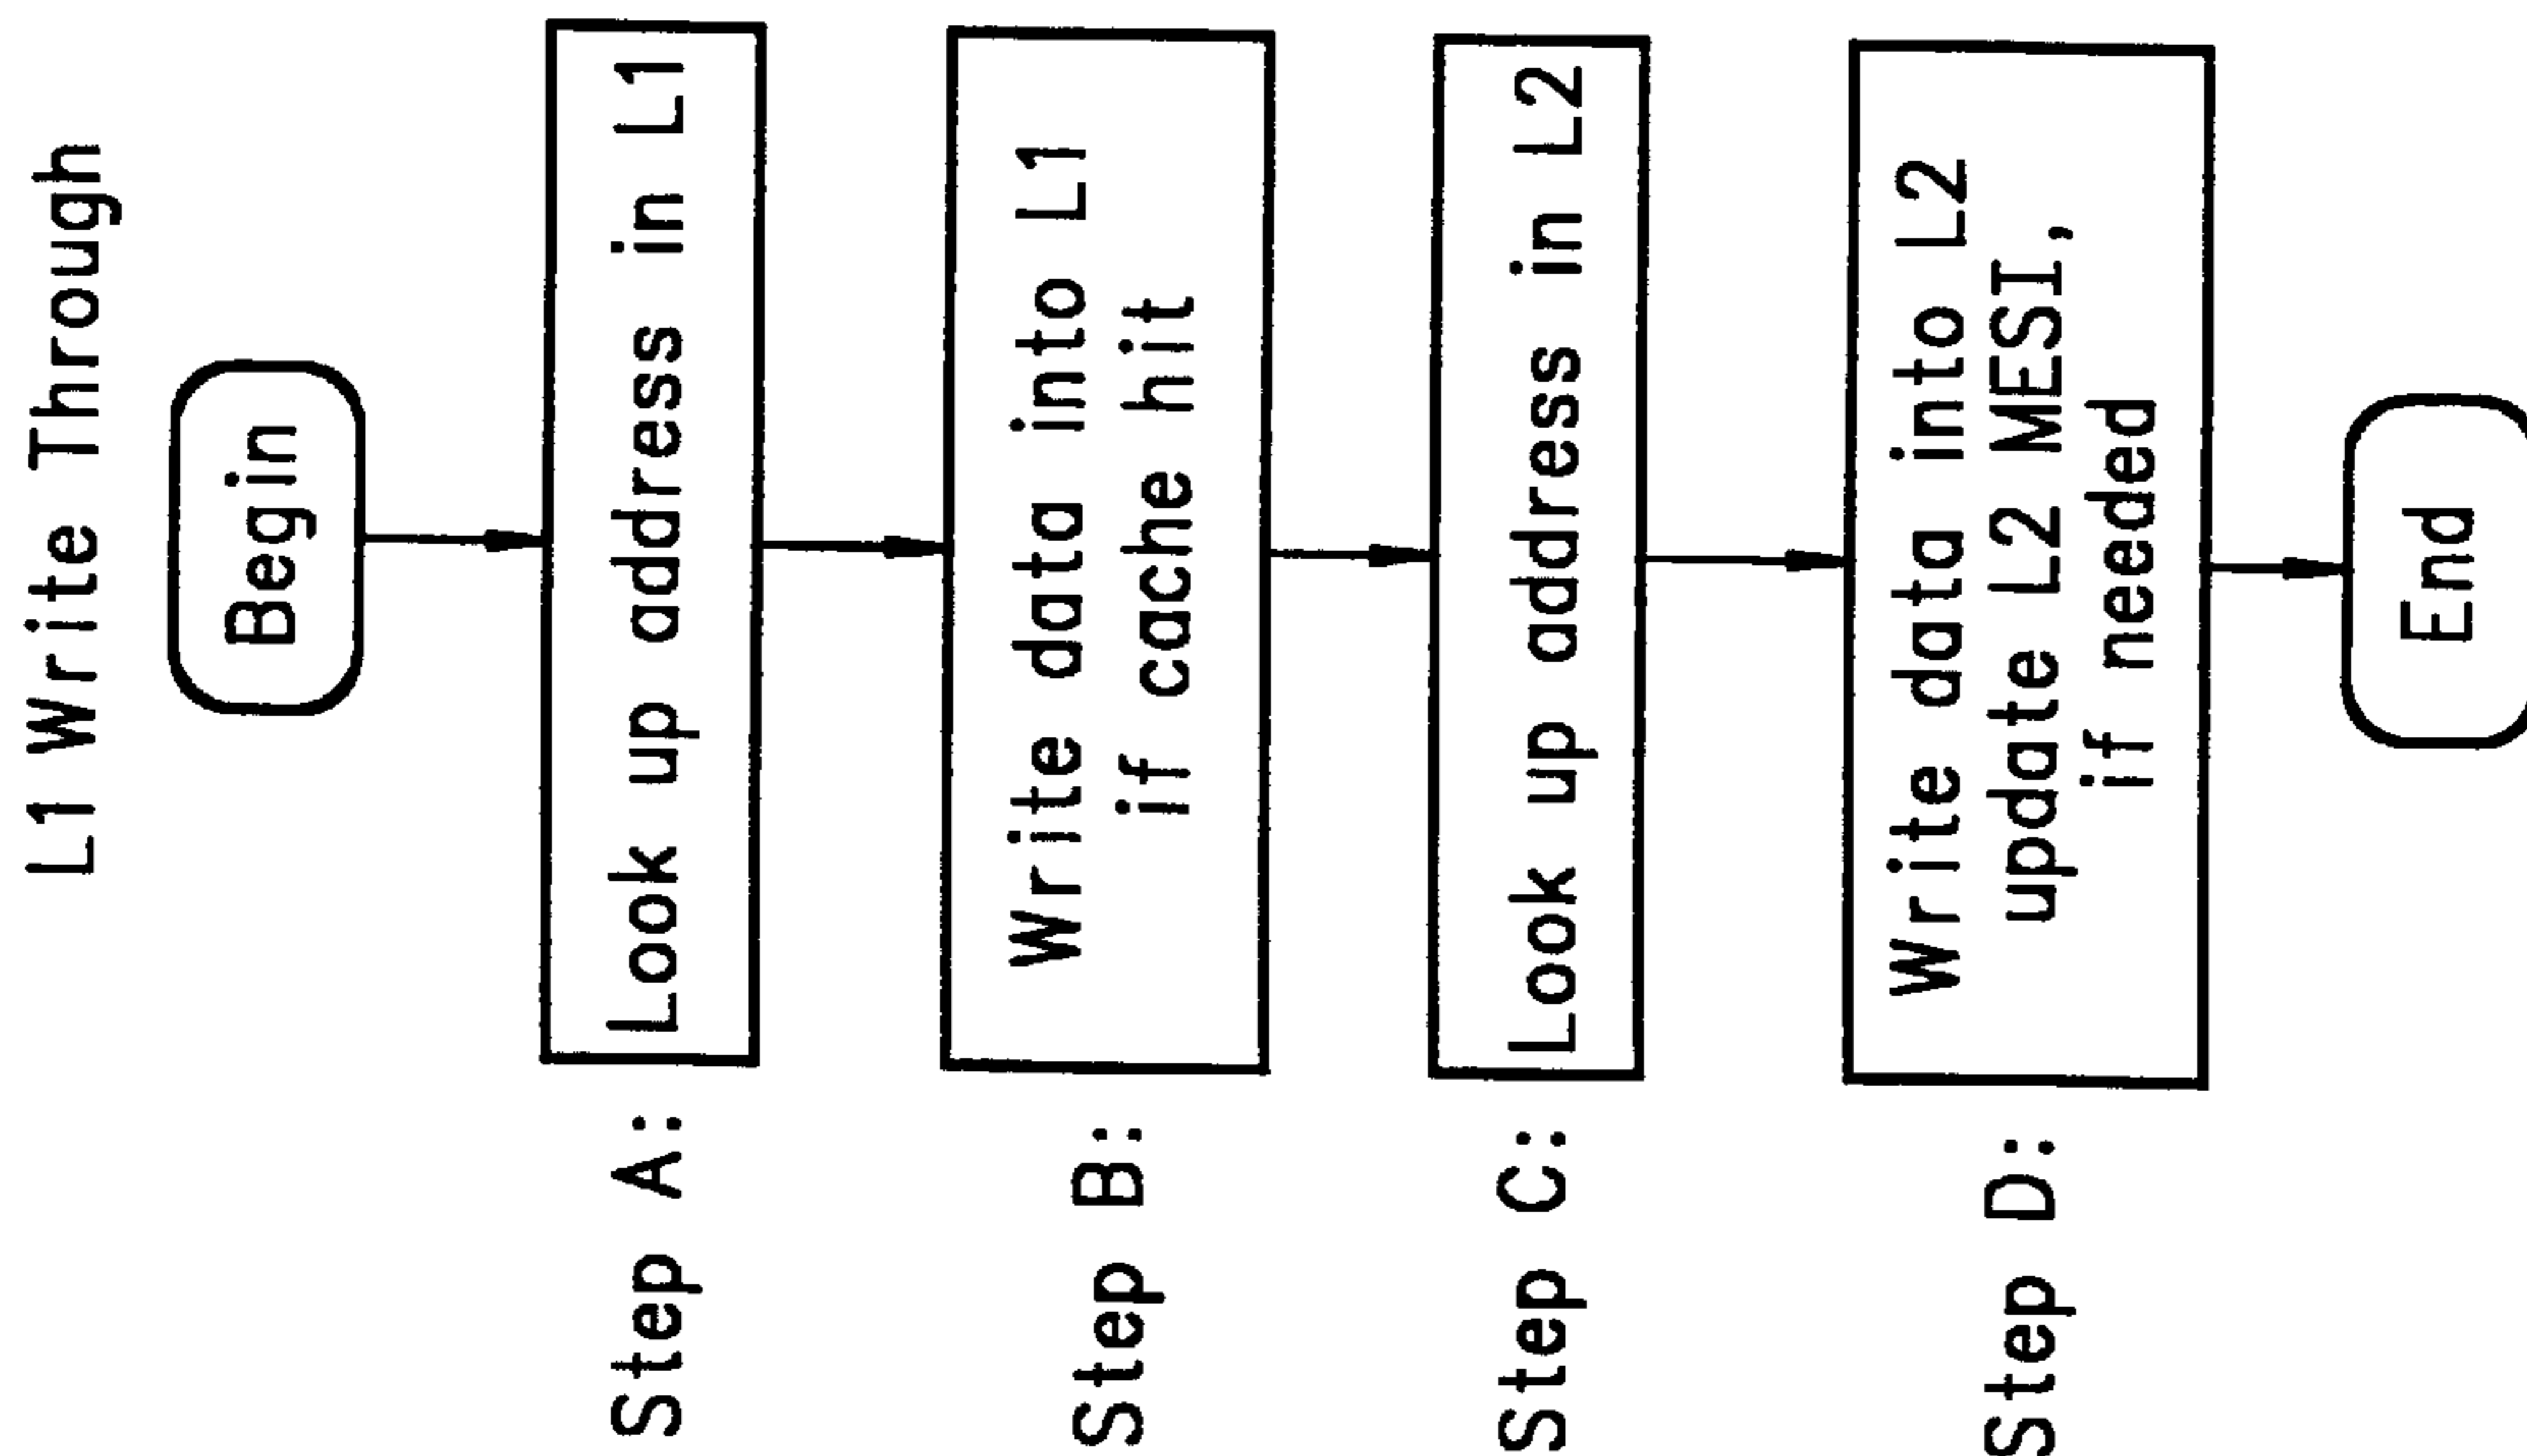 L1 Write Through
Begin
Step A: Look up address in L1
Step B: Write data into L1
if cache hit
Step C: Look up address in L2
Step D: Write data into L2
update L2 MESI,
if needed
End